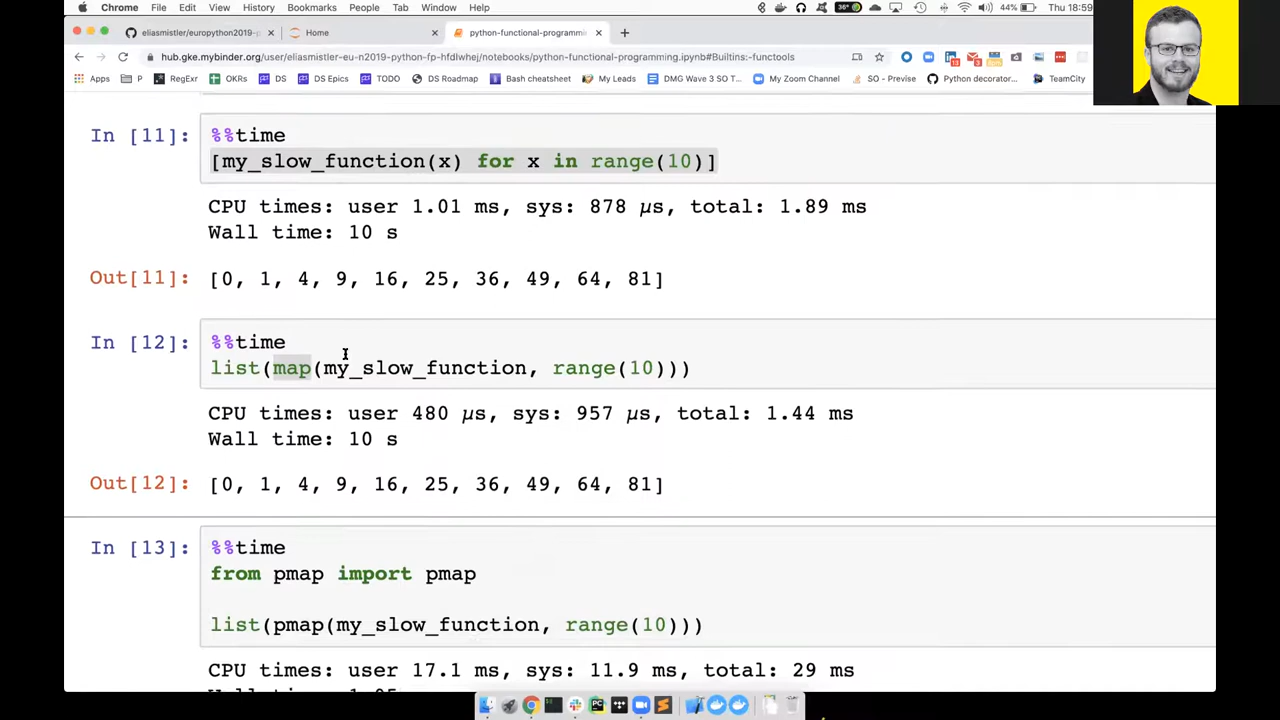 Chrome File Edit View History Bookmarks People Tab Window Help 36° 44% Tue 18:59
eliasmistler/europython2019-p Home python-functional-programmin
hub.gke.mybinder.org/user/eliasmistler-eu-n2019-python-fp-hfdlwhej/notebooks/python-functional-programming.ipynb#Builtins:-functools
Apps RegExr OKRs DS DS Epics TODO DS Roadmap Bash cheatsheet My Leads DMG Wave 3 SO T... My Zoom Channel SO - Previse Python decorator... TeamCity
In [11]: %%time
[my_slow_function(x) for x in range(10)]
CPU times: user 1.01 ms, sys: 878 µs, total: 1.89 ms
Wall time: 10 s
Out[11]: [0, 1, 4, 9, 16, 25, 36, 49, 64, 81]
In [12]: %%time
list(map(my_slow_function, range(10)))
CPU times: user 480 µs, sys: 957 µs, total: 1.44 ms
Wall time: 10 s
Out[12]: [0, 1, 4, 9, 16, 25, 36, 49, 64, 81]
In [13]: %%time
from pmap import pmap
list(pmap(my_slow_function, range(10)))
CPU times: user 17.1 ms, sys: 11.9 ms, total: 29 ms